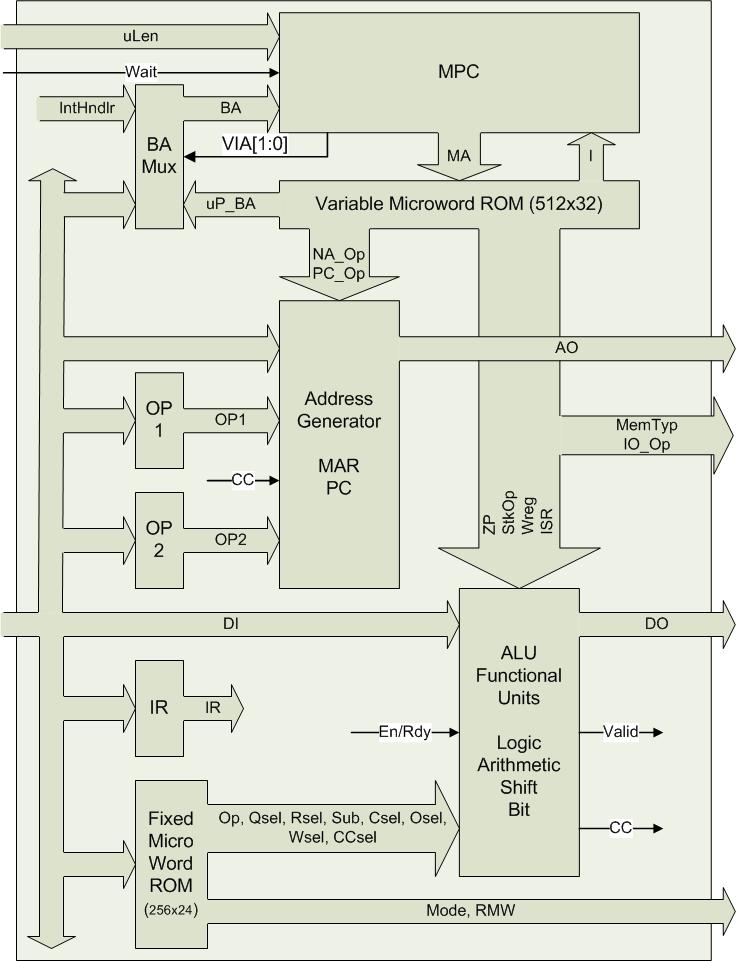 uLen
MPC
Wait
IntHndlr
BA
Mux
BA
VIA[1:0]
MA
I
uP_BA
Variable Microword ROM (512x32)
NA_Op
PC_Op
AO
Address
Generator
MAR
PC
OP
1
OP1
MemTyp
IO_Op
CC
ZP
StkOp
Wreg
ISR
OP
2
OP2
DI
DO
ALU
Functional
Units
Logic
Arithmetic
Shift
Bit
IR
IR
En/Rdy
Valid
Fixed
Micro
Word
ROM
(256x24)
Op, Qsel, Rsel, Sub, Csel, Osel,
Wsel, CCsel
CC
Mode, RMW